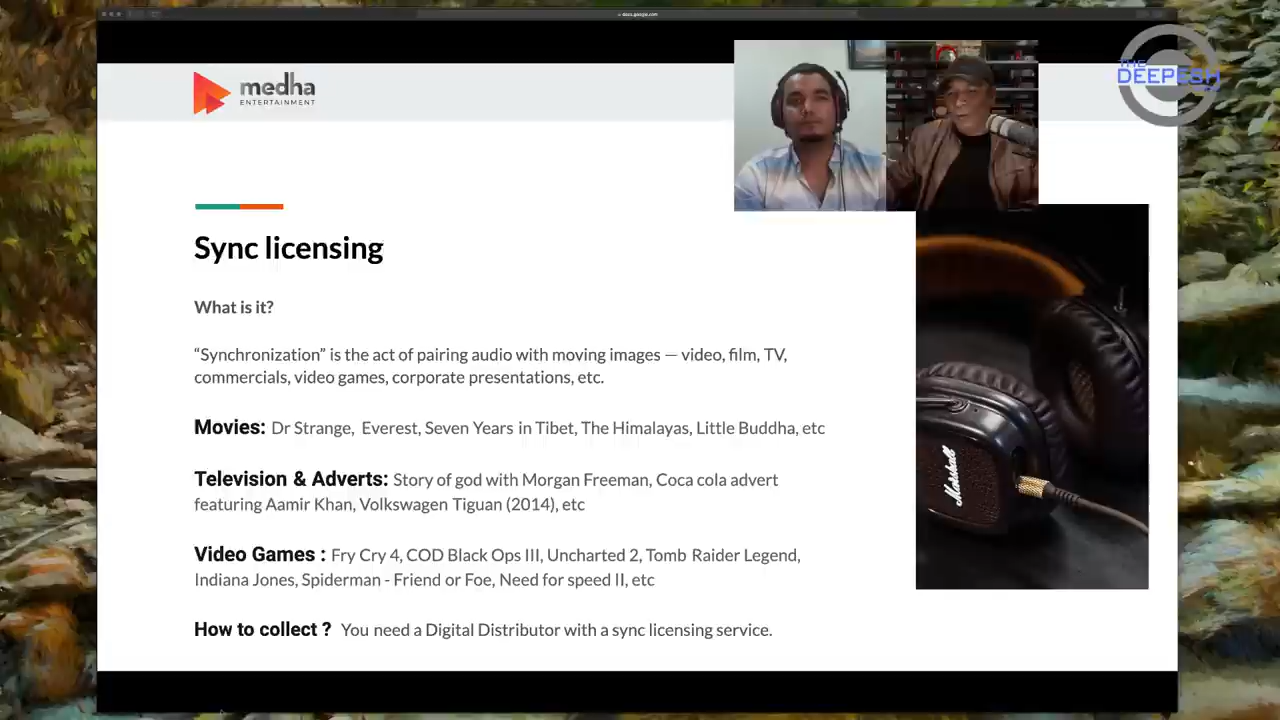 docs.google.com
medha
ENTERTAINMENT
THE
DEEPESH
Sync licensing
What is it?
“Synchronization” is the act of pairing audio with moving images — video, film, TV,
commercials, video games, corporate presentations, etc.
Movies: Dr Strange, Everest, Seven Years in Tibet, The Himalayas, Little Buddha, etc
Television & Adverts: Story of god with Morgan Freeman, Coca cola advert
featuring Aamir Khan, Volkswagen Tiguan (2014), etc
Video Games : Fry Cry 4, COD Black Ops III, Uncharted 2, Tomb Raider Legend,
Indiana Jones, Spiderman - Friend or Foe, Need for speed II, etc
How to collect ? You need a Digital Distributor with a sync licensing service.
Marshall